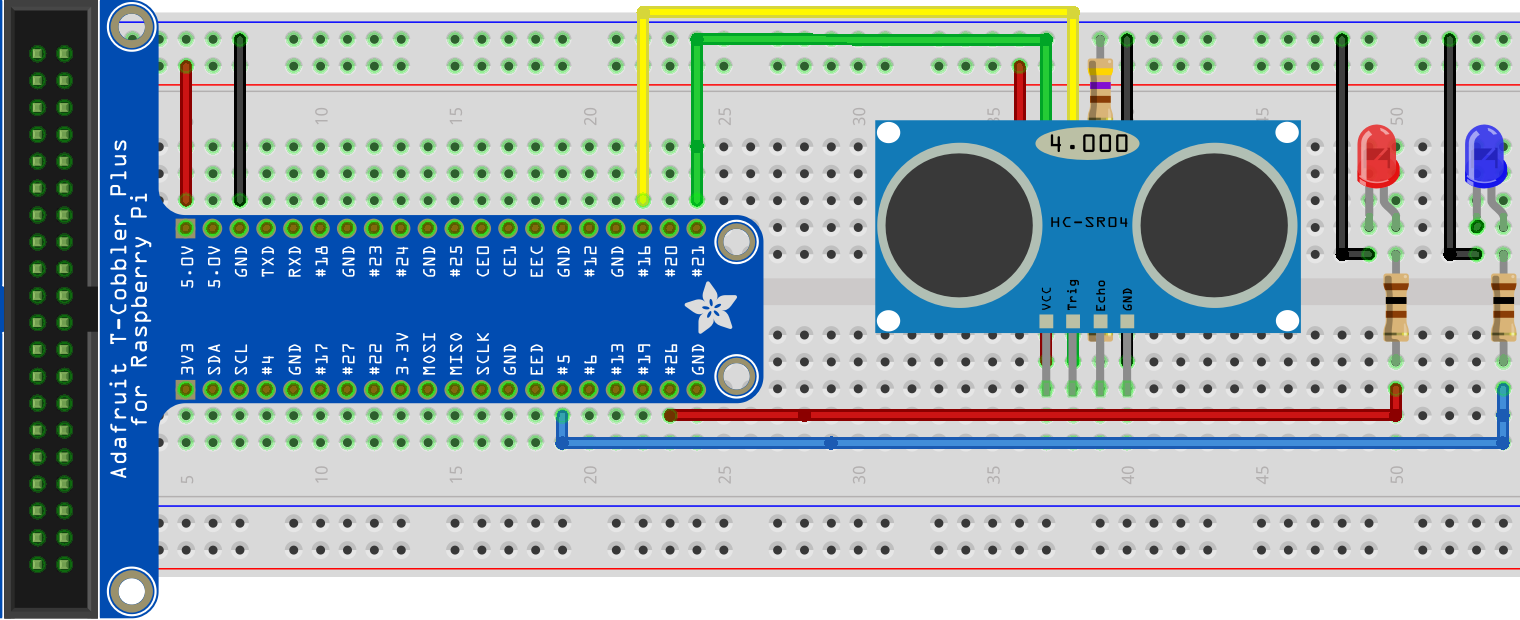 Adafruit T-Cobbler Plus
for Raspberry Pi
10 15 20 25 30 35 45 50
4.000
HC-SR04
VCC Trig Echo GND
5.0V 5.0V GND TXD RXD #18 GND #23 #24 GND #25 CE0 CE1 EEC GND #12 GND #16 #20 #21
3V3 SDA SCL #4 GND #17 #27 #22 3.3V MOSI MISO SCLK GND EED #5 #6 #13 #19 #26 GND
5 10 15 20 25 30 35 40 45 50